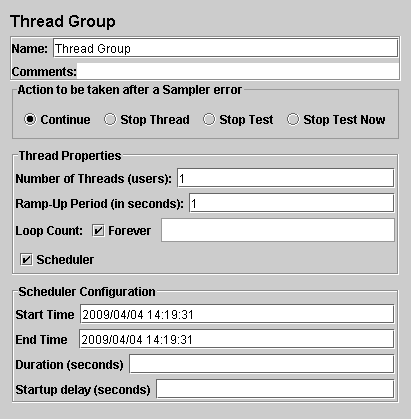 Thread Group
Name: Thread Group
Comments:
Action to be taken after a Sampler error
Continue Stop Thread Stop Test Stop Test Now
Thread Properties
Number of Threads (users): 1
Ramp-Up Period (in seconds): 1
Loop Count: Forever
Scheduler
Scheduler Configuration
Start Time 2009/04/04 14:19:31
End Time 2009/04/04 14:19:31
Duration (seconds)
Startup delay (seconds)